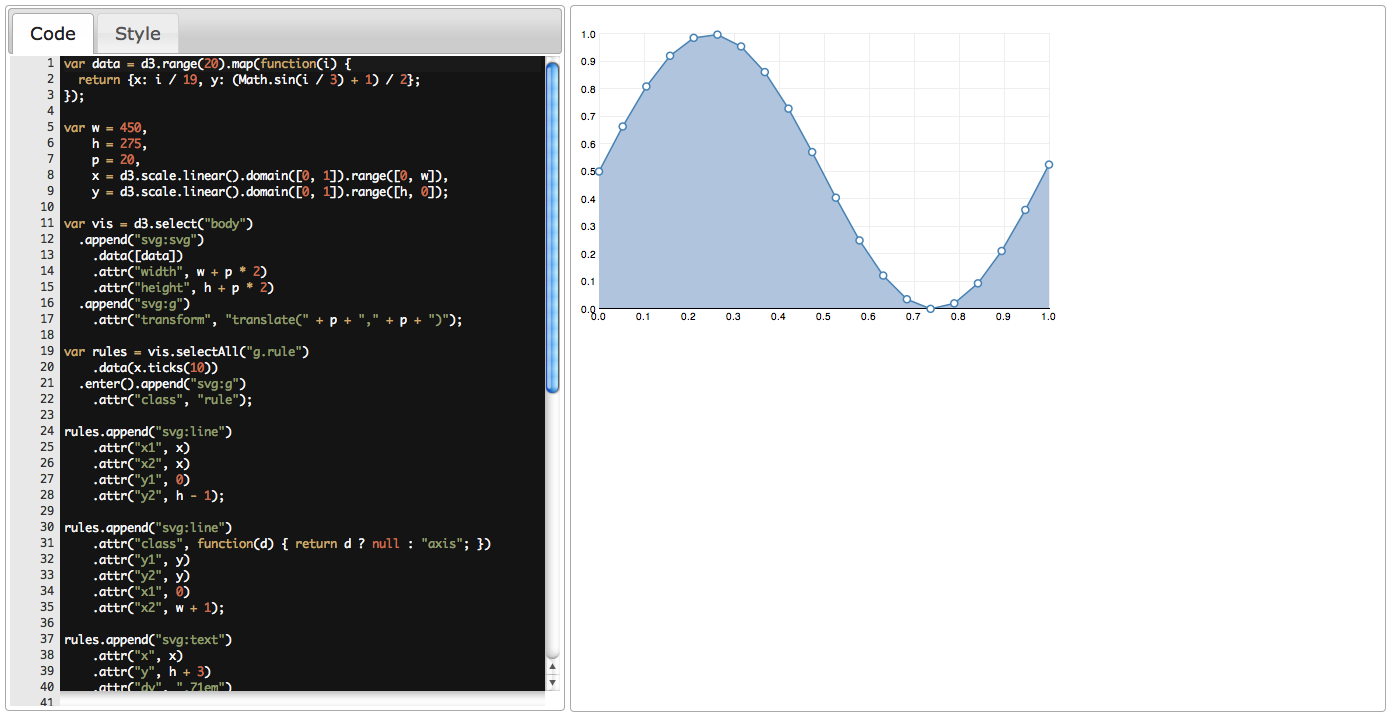 Code Style
1 var data = d3.range(20).map(function(i) {
2   return {x: i / 19, y: (Math.sin(i / 3) + 1) / 2};
3 });
4
5 var w = 450,
6     h = 275,
7     p = 20,
8     x = d3.scale.linear().domain([0, 1]).range([0, w]),
9     y = d3.scale.linear().domain([0, 1]).range([h, 0]);
10
11 var vis = d3.select("body")
12   .append("svg:svg")
13     .data([data])
14     .attr("width", w + p * 2)
15     .attr("height", h + p * 2)
16   .append("svg:g")
17     .attr("transform", "translate(" + p + "," + p + ")");
18
19 var rules = vis.selectAll("g.rule")
20     .data(x.ticks(10))
21   .enter().append("svg:g")
22     .attr("class", "rule");
23
24 rules.append("svg:line")
25     .attr("x1", x)
26     .attr("x2", x)
27     .attr("y1", 0)
28     .attr("y2", h - 1);
29
30 rules.append("svg:line")
31     .attr("class", function(d) { return d ? null : "axis"; })
32     .attr("y1", y)
33     .attr("y2", y)
34     .attr("x1", 0)
35     .attr("x2", w + 1);
36
37 rules.append("svg:text")
38     .attr("x", x)
39     .attr("y", h + 3)
40     .attr("dy", ".71em")
41
1.0
0.9
0.8
0.7
0.6
0.5
0.4
0.3
0.2
0.1
0.0
0.0 0.1 0.2 0.3 0.4 0.5 0.6 0.7 0.8 0.9 1.0